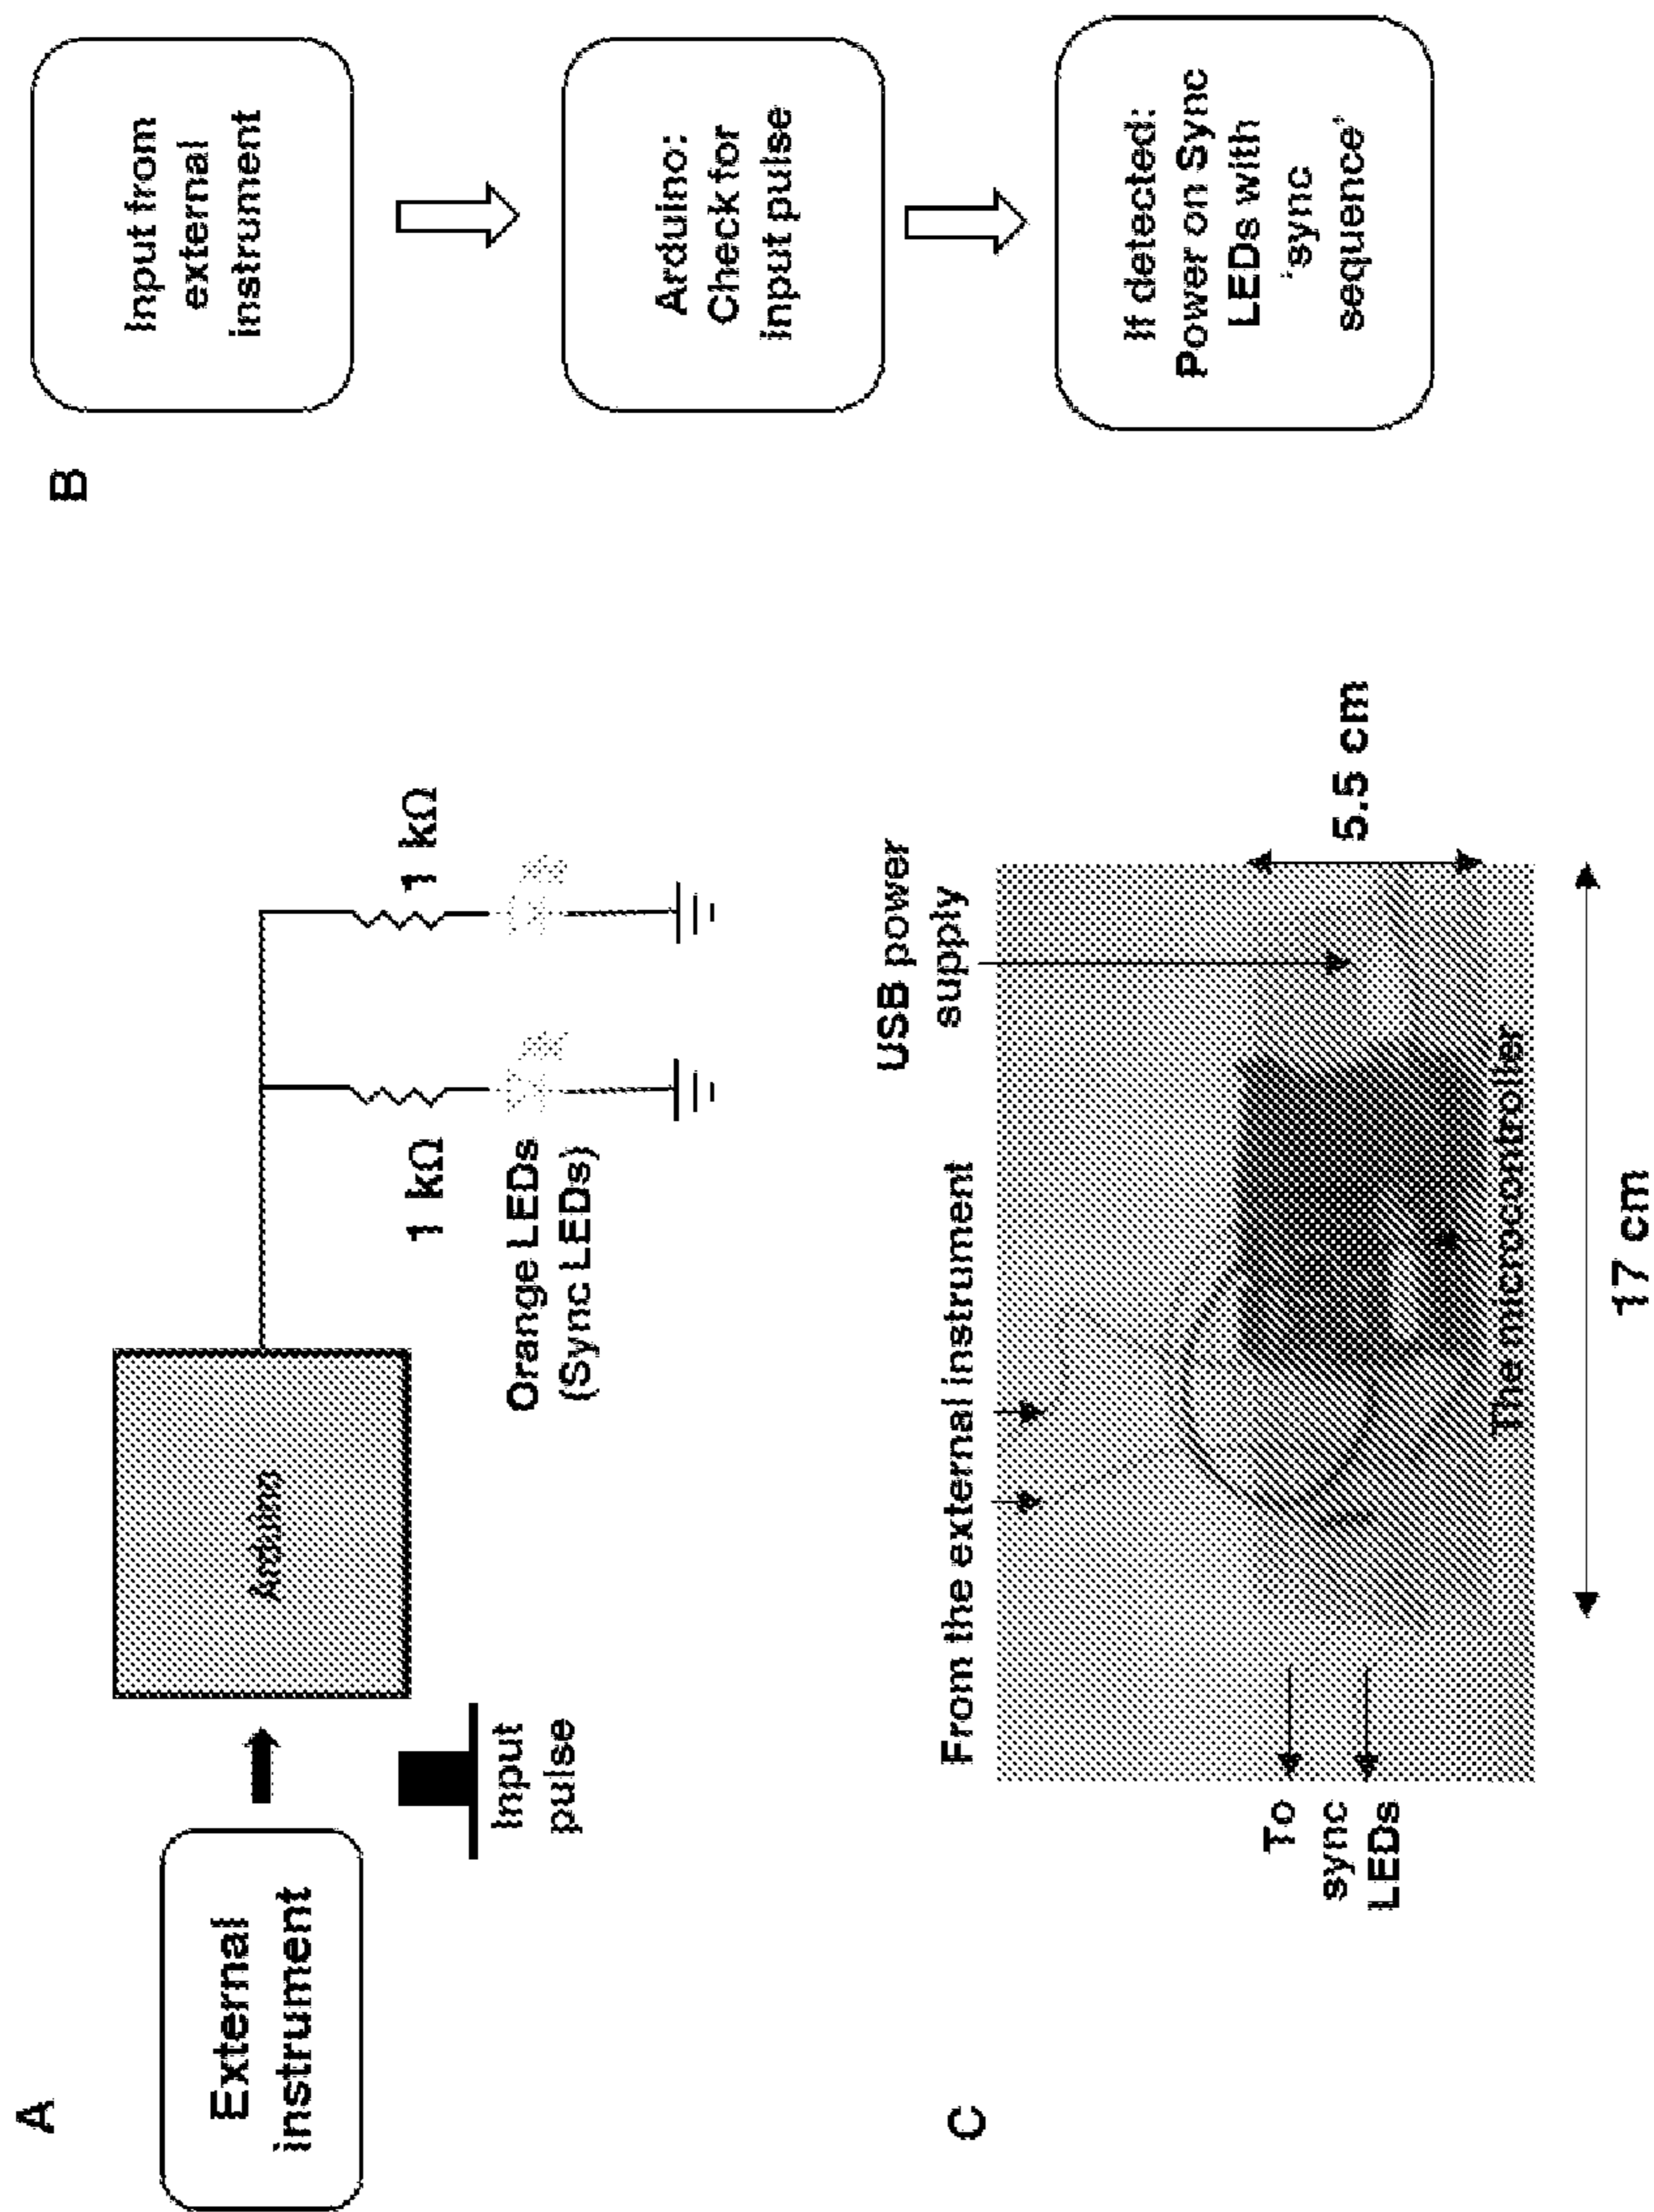 A
External
instrument
Input
pulse
Arduino
1 kΩ
1 kΩ
Orange LEDs
(Sync LEDs)
B
Input from
external
instrument
Arduino:
Check for
input pulse
If detected:
Power on Sync
LEDs with
‘sync
sequence’
C
From the external instrument
USB power
supply
To
sync
LEDs
The microcontroller
5.5 cm
17 cm